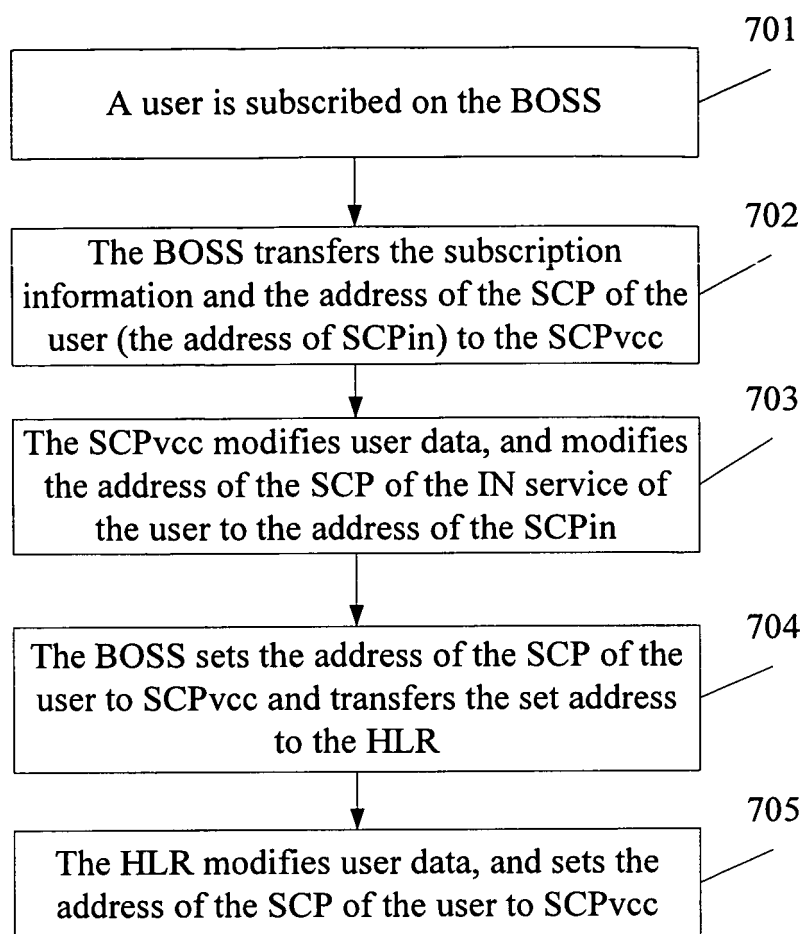 701
A user is subscribed on the BOSS
702
The BOSS transfers the subscription
information and the address of the SCP of the
user (the address of SCPin) to the SCPvcc
703
The SCPvcc modifies user data, and modifies
the address of the SCP of the IN service of
the user to the address of the SCPin
704
The BOSS sets the address of the SCP of the
user to SCPvcc and transfers the set address
to the HLR
705
The HLR modifies user data, and sets the
address of the SCP of the user to SCPvcc